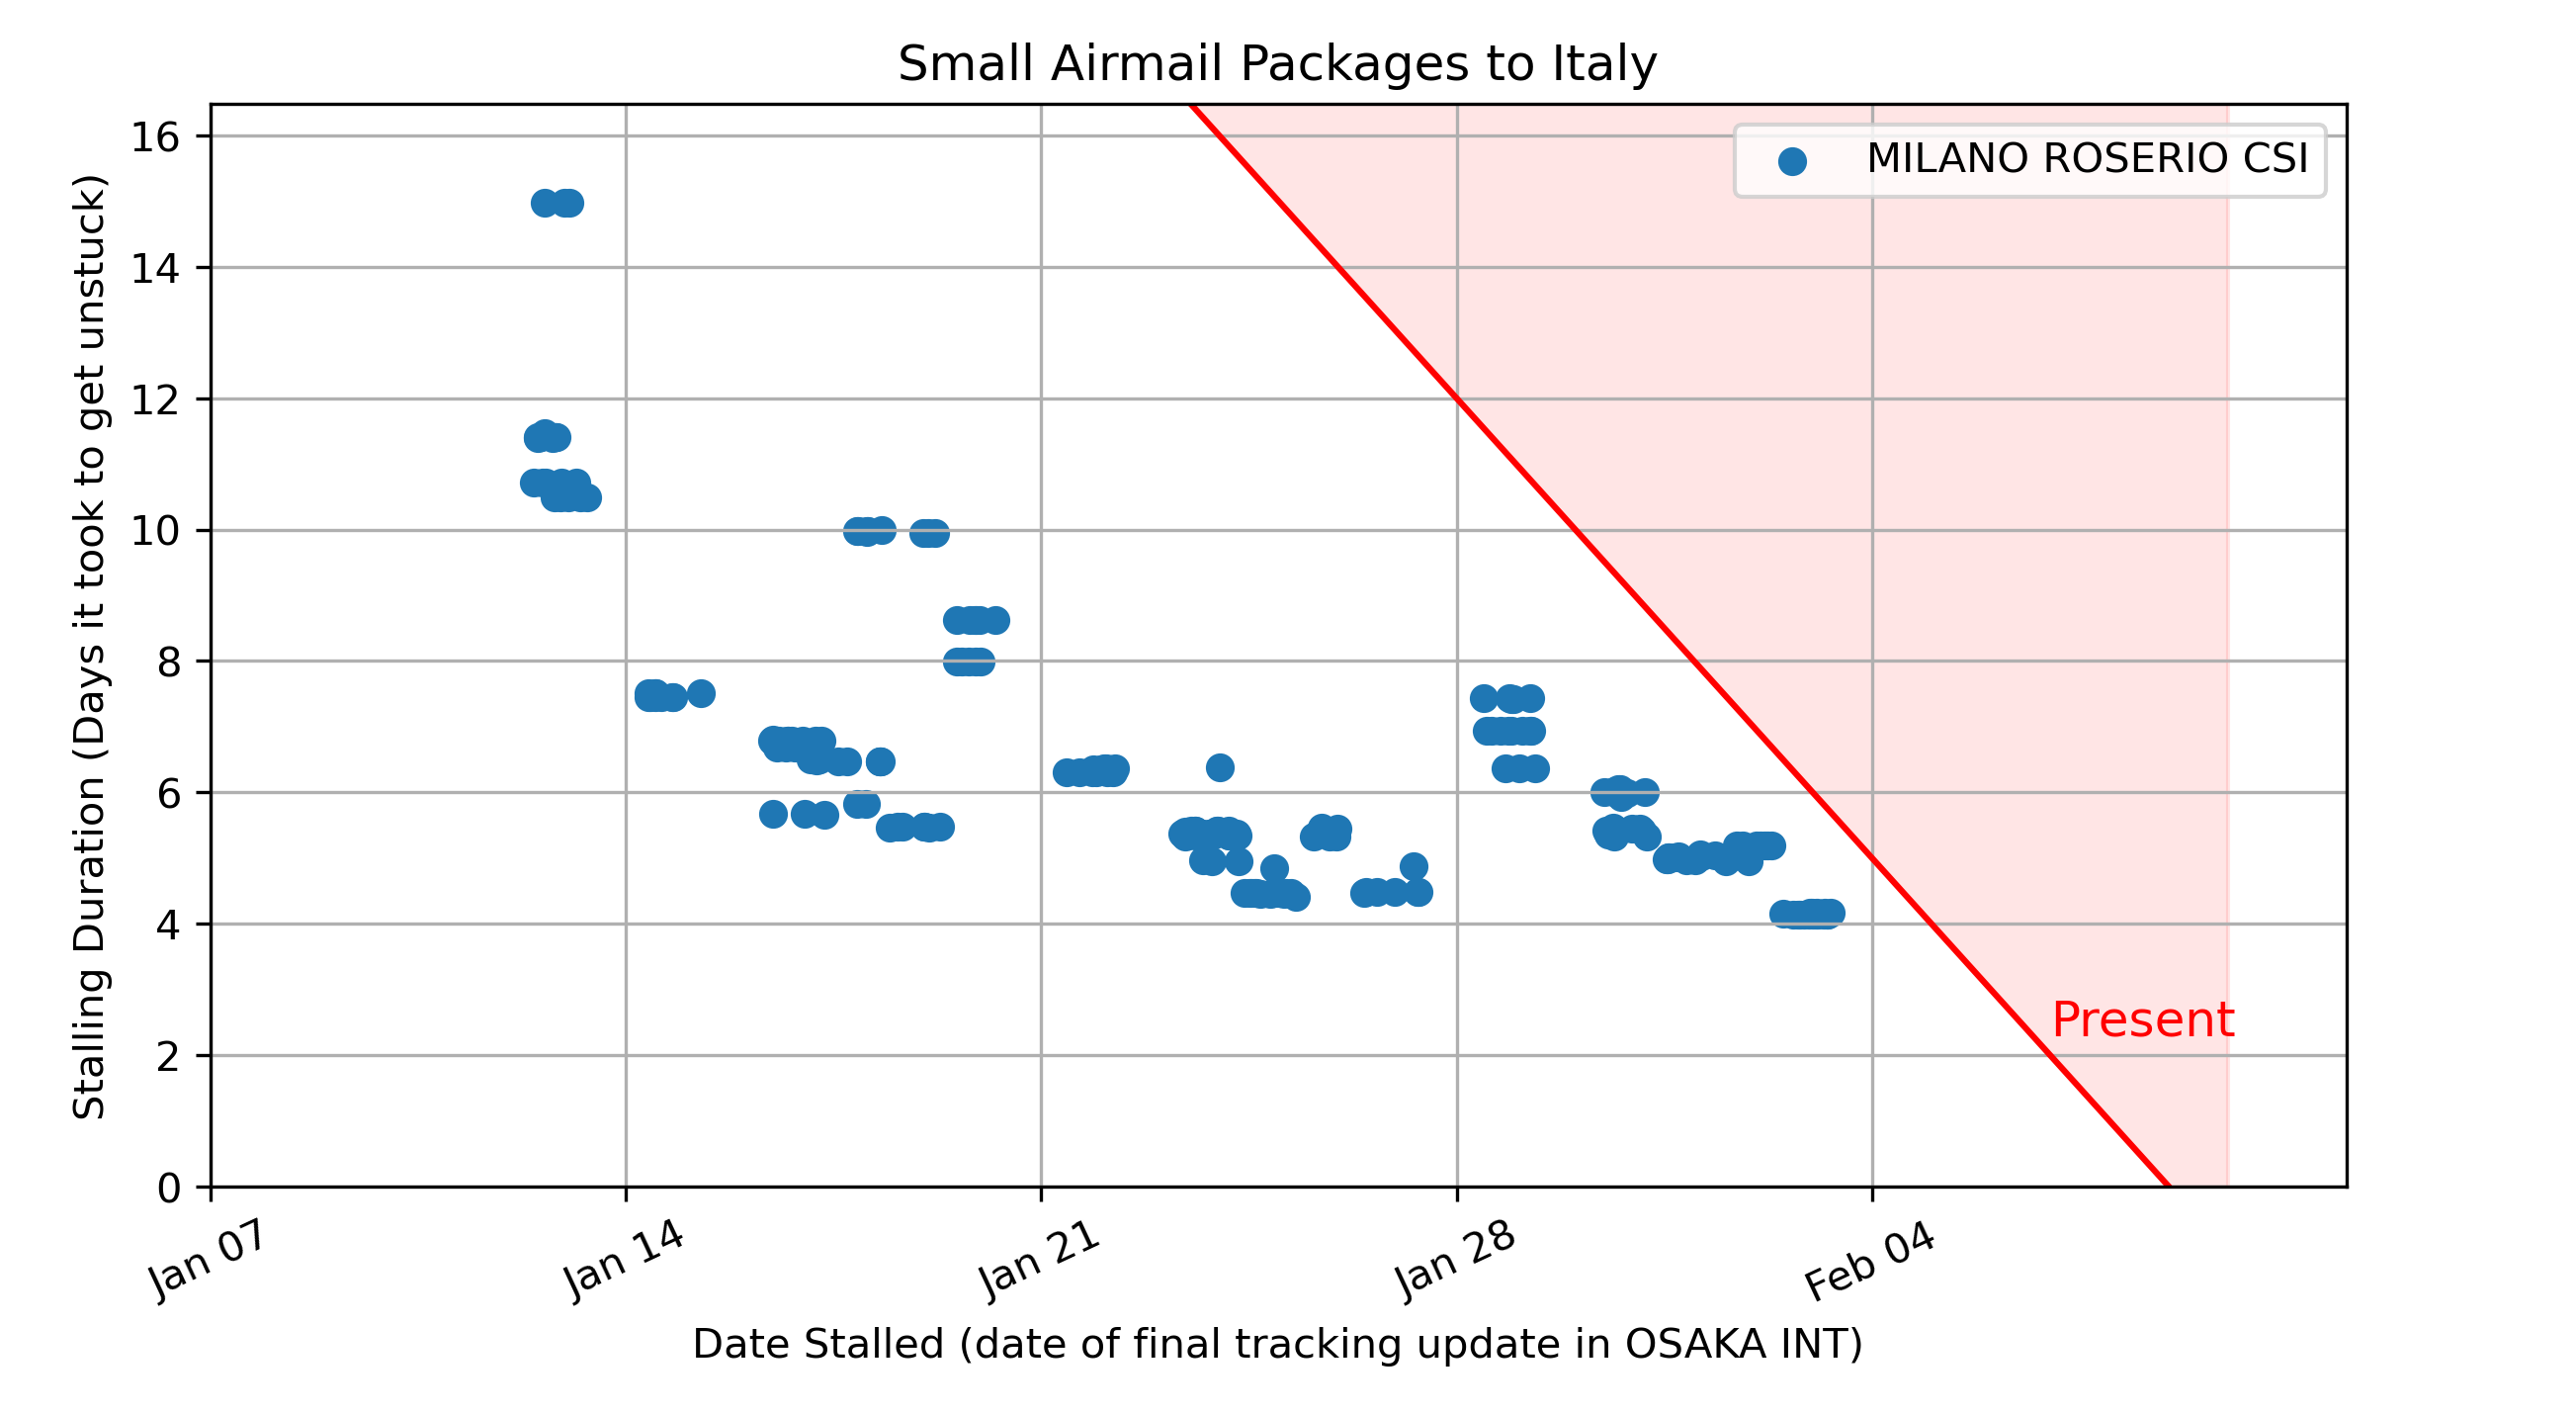 Small Airmail Packages to Italy
MILANO ROSERIO CSI
Stalling Duration (Days it took to get unstuck)
16
14
12
10
8
6
4
2
0
Present
Jan 07
Jan 14
Jan 21
Jan 28
Feb 04
Date Stalled (date of final tracking update in OSAKA INT)